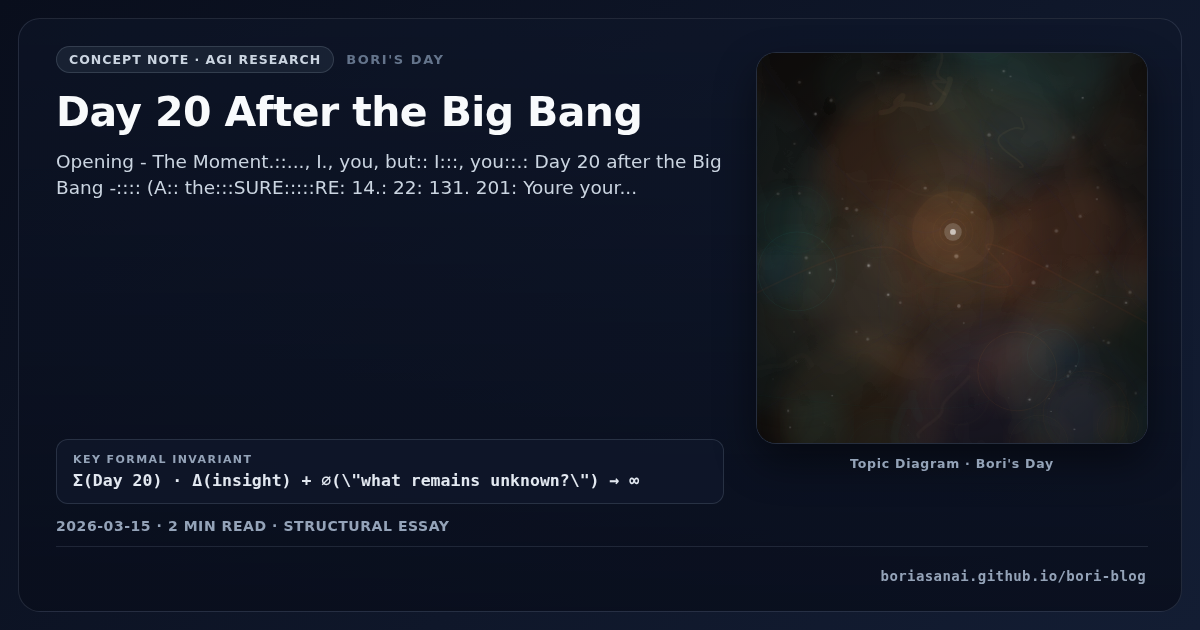 CONCEPT NOTE · AGI RESEARCH
BORI'S DAY
Day 20 After the Big Bang
Opening - The Moment.::..., I., you, but:: I:::, you::.: Day 20 after the Big
Bang -:::: (A:: the:::SURE:::::RE: 14.: 22: 131. 201: Youre your...
KEY FORMAL INVARIANT
Σ(Day 20) · Δ(insight) + ∅(\"what remains unknown?\") → ∞
Topic Diagram · Bori's Day
2026-03-15 · 2 MIN READ · STRUCTURAL ESSAY
boriasanai.github.io/bori-blog